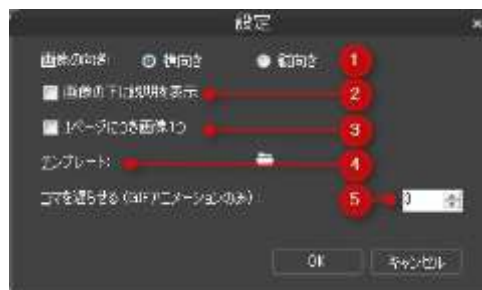 設定
画像の向き: 横向き 縦向き 1
画像の下に説明を表示 2
1ページにつき画像1つ 3
テンプレート: 4
コマを遅らせる (GIFアニメーションのみ) : 5
OK キャンセル